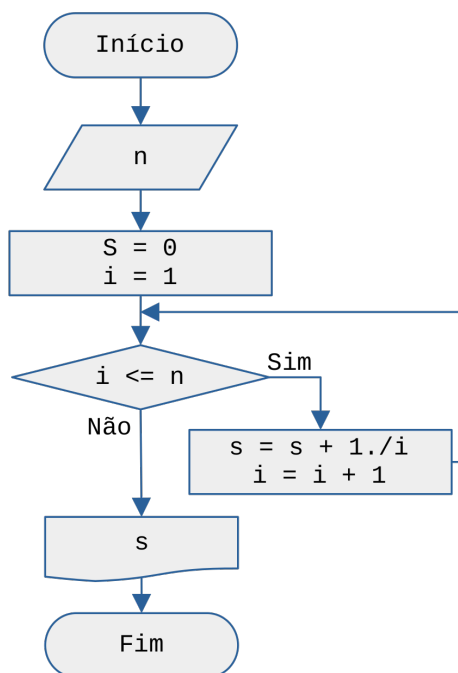 Início
n
S = 0
i = 1
i <= n
Sim
Não
s = s + 1./i
i = i + 1
s
Fim